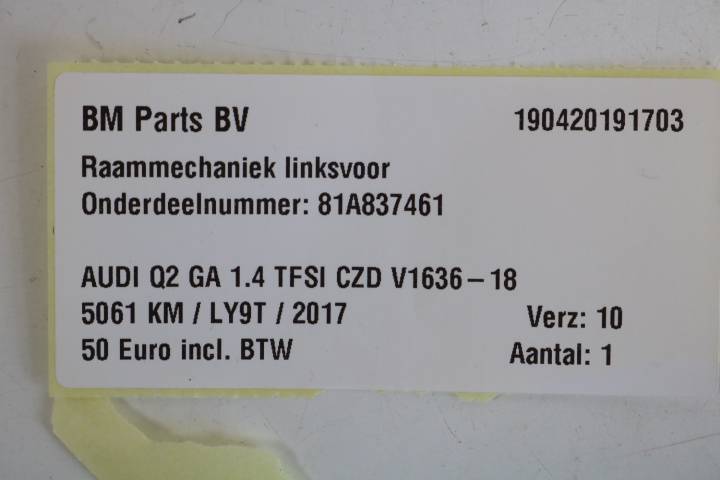 BM Parts BV 190420191703
Raammechaniek linksvoor
Onderdeelnummer: 81A837461
AUDI Q2 GA 1.4 TFSI CZD V1636-18
5061 KM / LY9T / 2017 Verz: 10
50 Euro incl. BTW Aantal: 1